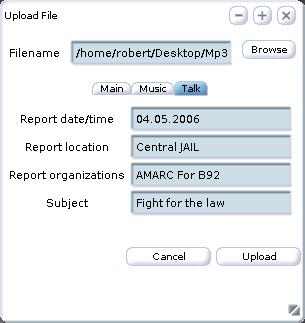 Upload File
Filename /home/robert/Desktop/Mp3 Browse
Main Music Talk
Report date/time 04.05.2006
Report location Central JAIL
Report organizations AMARC For B92
Subject Fight for the law
Cancel Upload